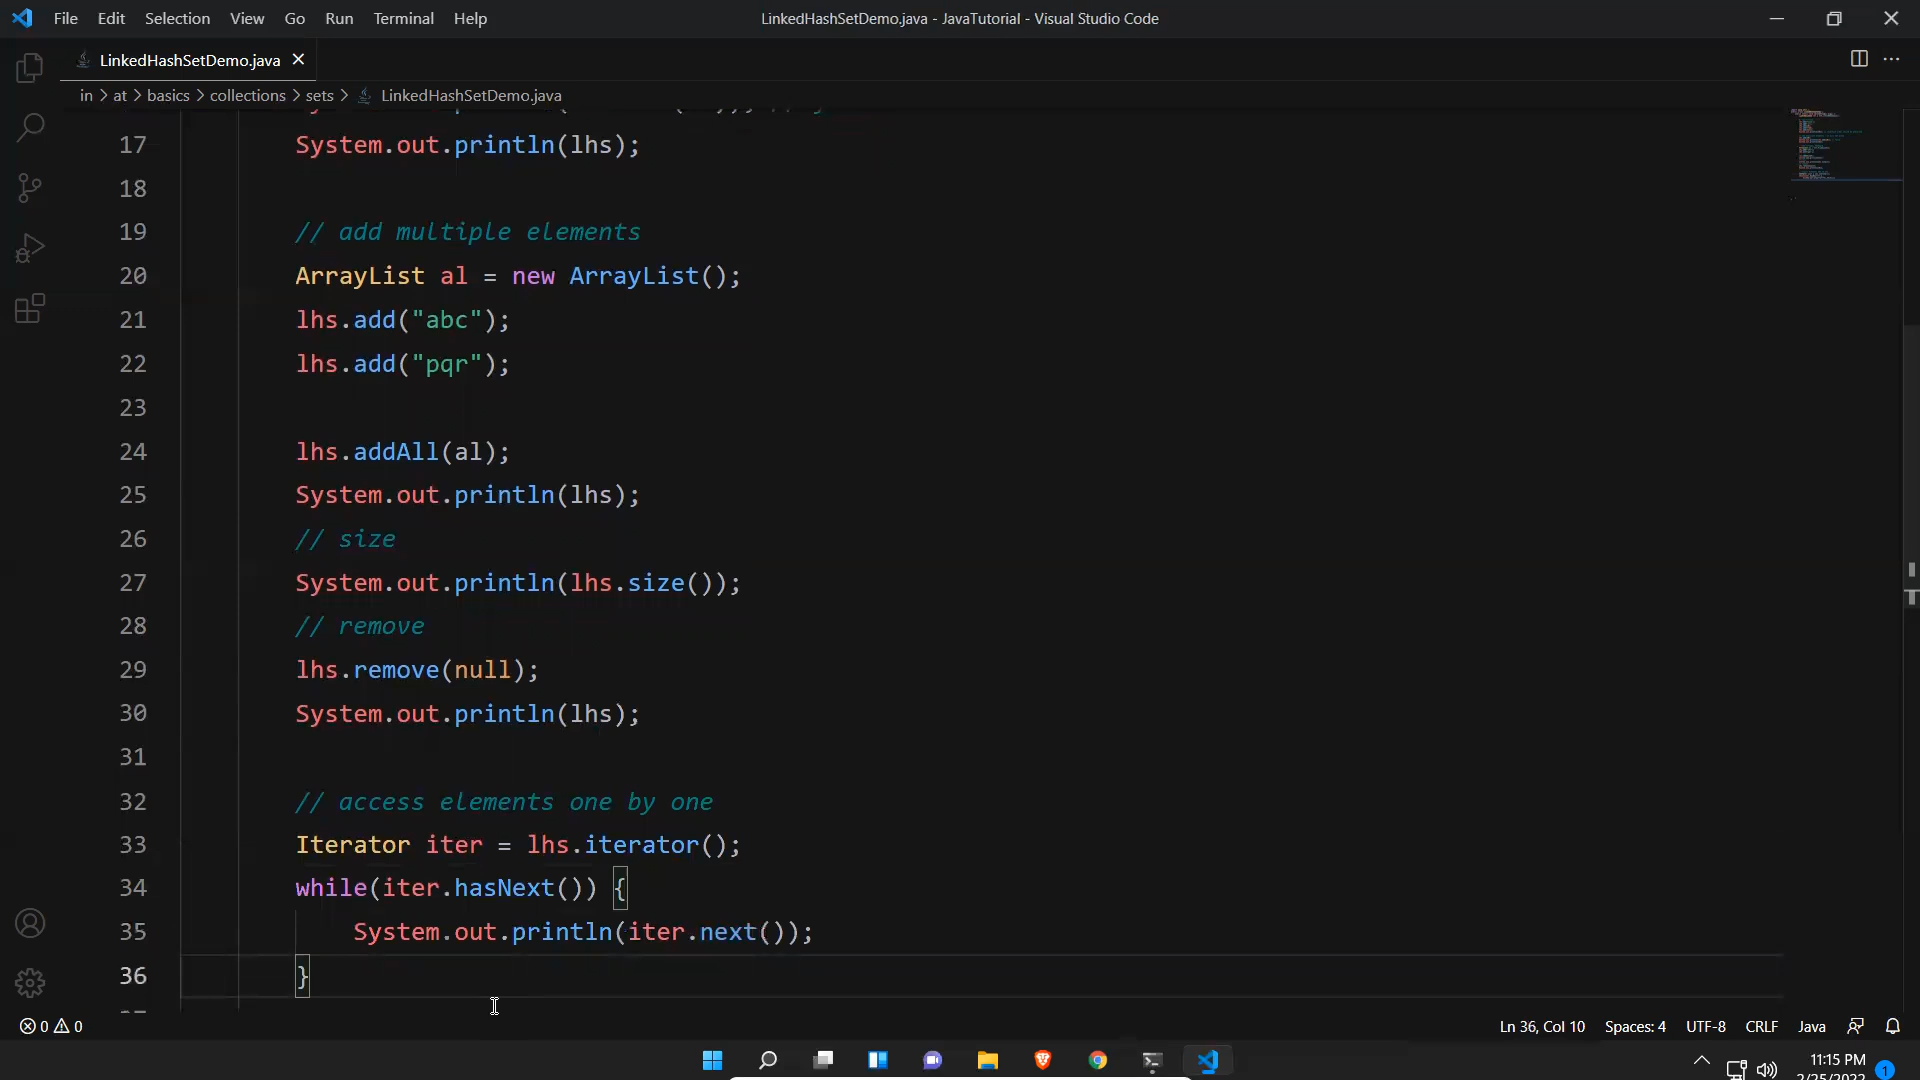 File Edit Selection View Go Run Terminal Help
LinkedHashSetDemo.java - JavaTutorial - Visual Studio Code
LinkedHashSetDemo.java
in > at > basics > collections > sets > LinkedHashSetDemo.java
17 System.out.println(lhs);
18
19 // add multiple elements
20 ArrayList al = new ArrayList();
21 lhs.add("abc");
22 lhs.add("pqr");
23
24 lhs.addAll(al);
25 System.out.println(lhs);
26 // size
27 System.out.println(lhs.size());
28 // remove
29 lhs.remove(null);
30 System.out.println(lhs);
31
32 // access elements one by one
33 Iterator iter = lhs.iterator();
34 while(iter.hasNext()) {
35 System.out.println(iter.next());
36 }
0 0
Ln 36, Col 10 Spaces: 4 UTF-8 CRLF Java
11:15 PM
2/25/2022
1